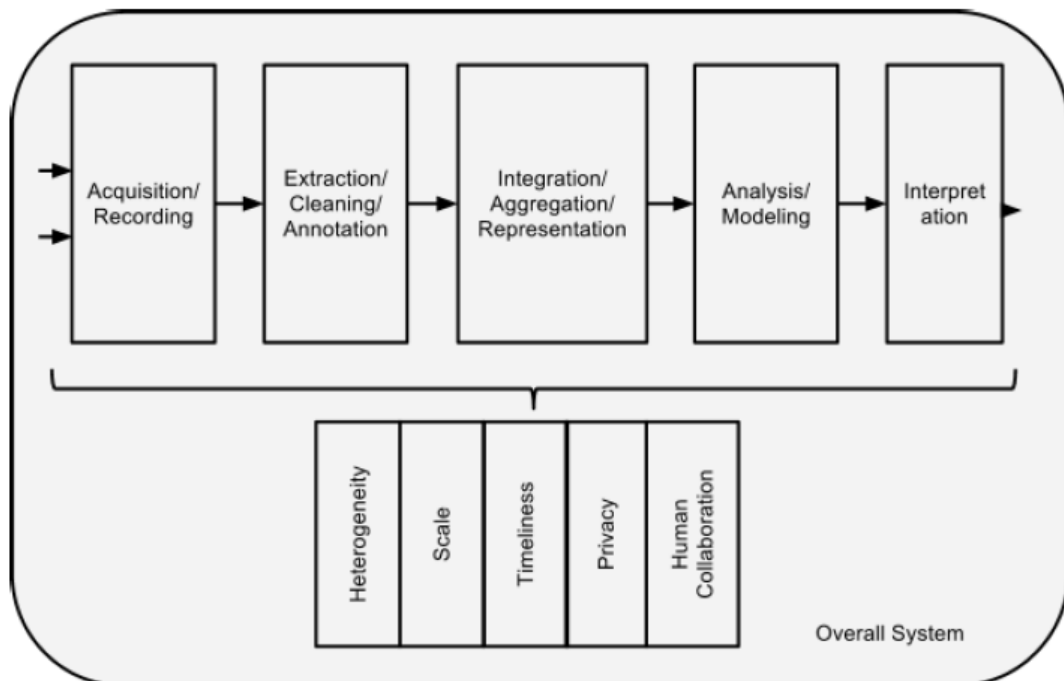 Acquisition/
Recording
Extraction/
Cleaning/
Annotation
Integration/
Aggregation/
Representation
Analysis/
Modeling
Interpret
ation
Heterogeneity
Scale
Timeliness
Privacy
Human
Collaboration
Overall System